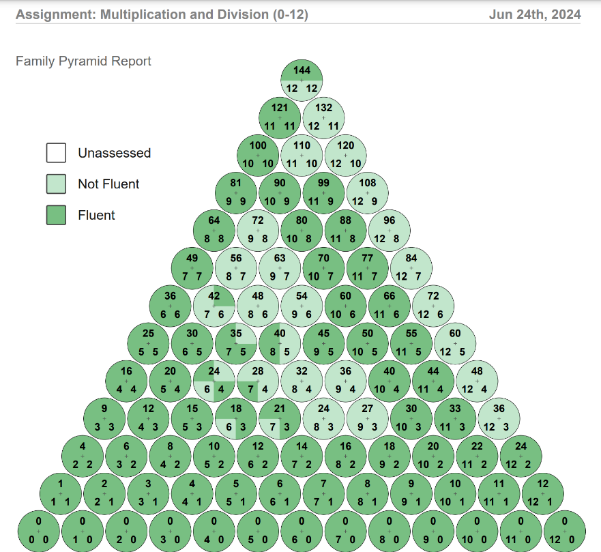 Assignment: Multiplication and Division (0-12) Jun 24th, 2024
Family Pyramid Report
144
12 12
121 132
11 11 12 11
Unassessed
100 110 120
10 10 11 10 12 10
Not Fluent
81 90 99 108
9 9 10 9 11 9 12 9
Fluent
64 72 80 88 96
8 8 9 8 10 8 11 8 12 8
49 56 63 70 77 84
7 7 8 7 9 7 10 7 11 7 12 7
36 42 48 54 60 66 72
6 6 7 6 8 6 9 6 10 6 11 6 12 6
25 30 35 40 45 50 55 60
5 5 6 5 7 5 8 5 9 5 10 5 11 5 12 5
16 20 24 28 32 36 40 44 48
4 4 5 4 6 4 7 4 8 4 9 4 10 4 11 4 12 4
9 12 15 18 21 24 27 30 33 36
3 3 4 3 5 3 6 3 7 3 8 3 9 3 10 3 11 3 12 3
4 6 8 10 12 14 16 18 20 22 24
2 2 3 2 4 2 5 2 6 2 7 2 8 2 9 2 10 2 11 2 12 2
1 2 3 4 5 6 7 8 9 10 11 12
1 1 2 1 3 1 4 1 5 1 6 1 7 1 8 1 9 1 10 1 11 1 12 1
0 0 0 0 0 0 0 0 0 0 0 0 0
0 0 1 0 2 0 3 0 4 0 5 0 6 0 7 0 8 0 9 0 10 0 11 0 12 0